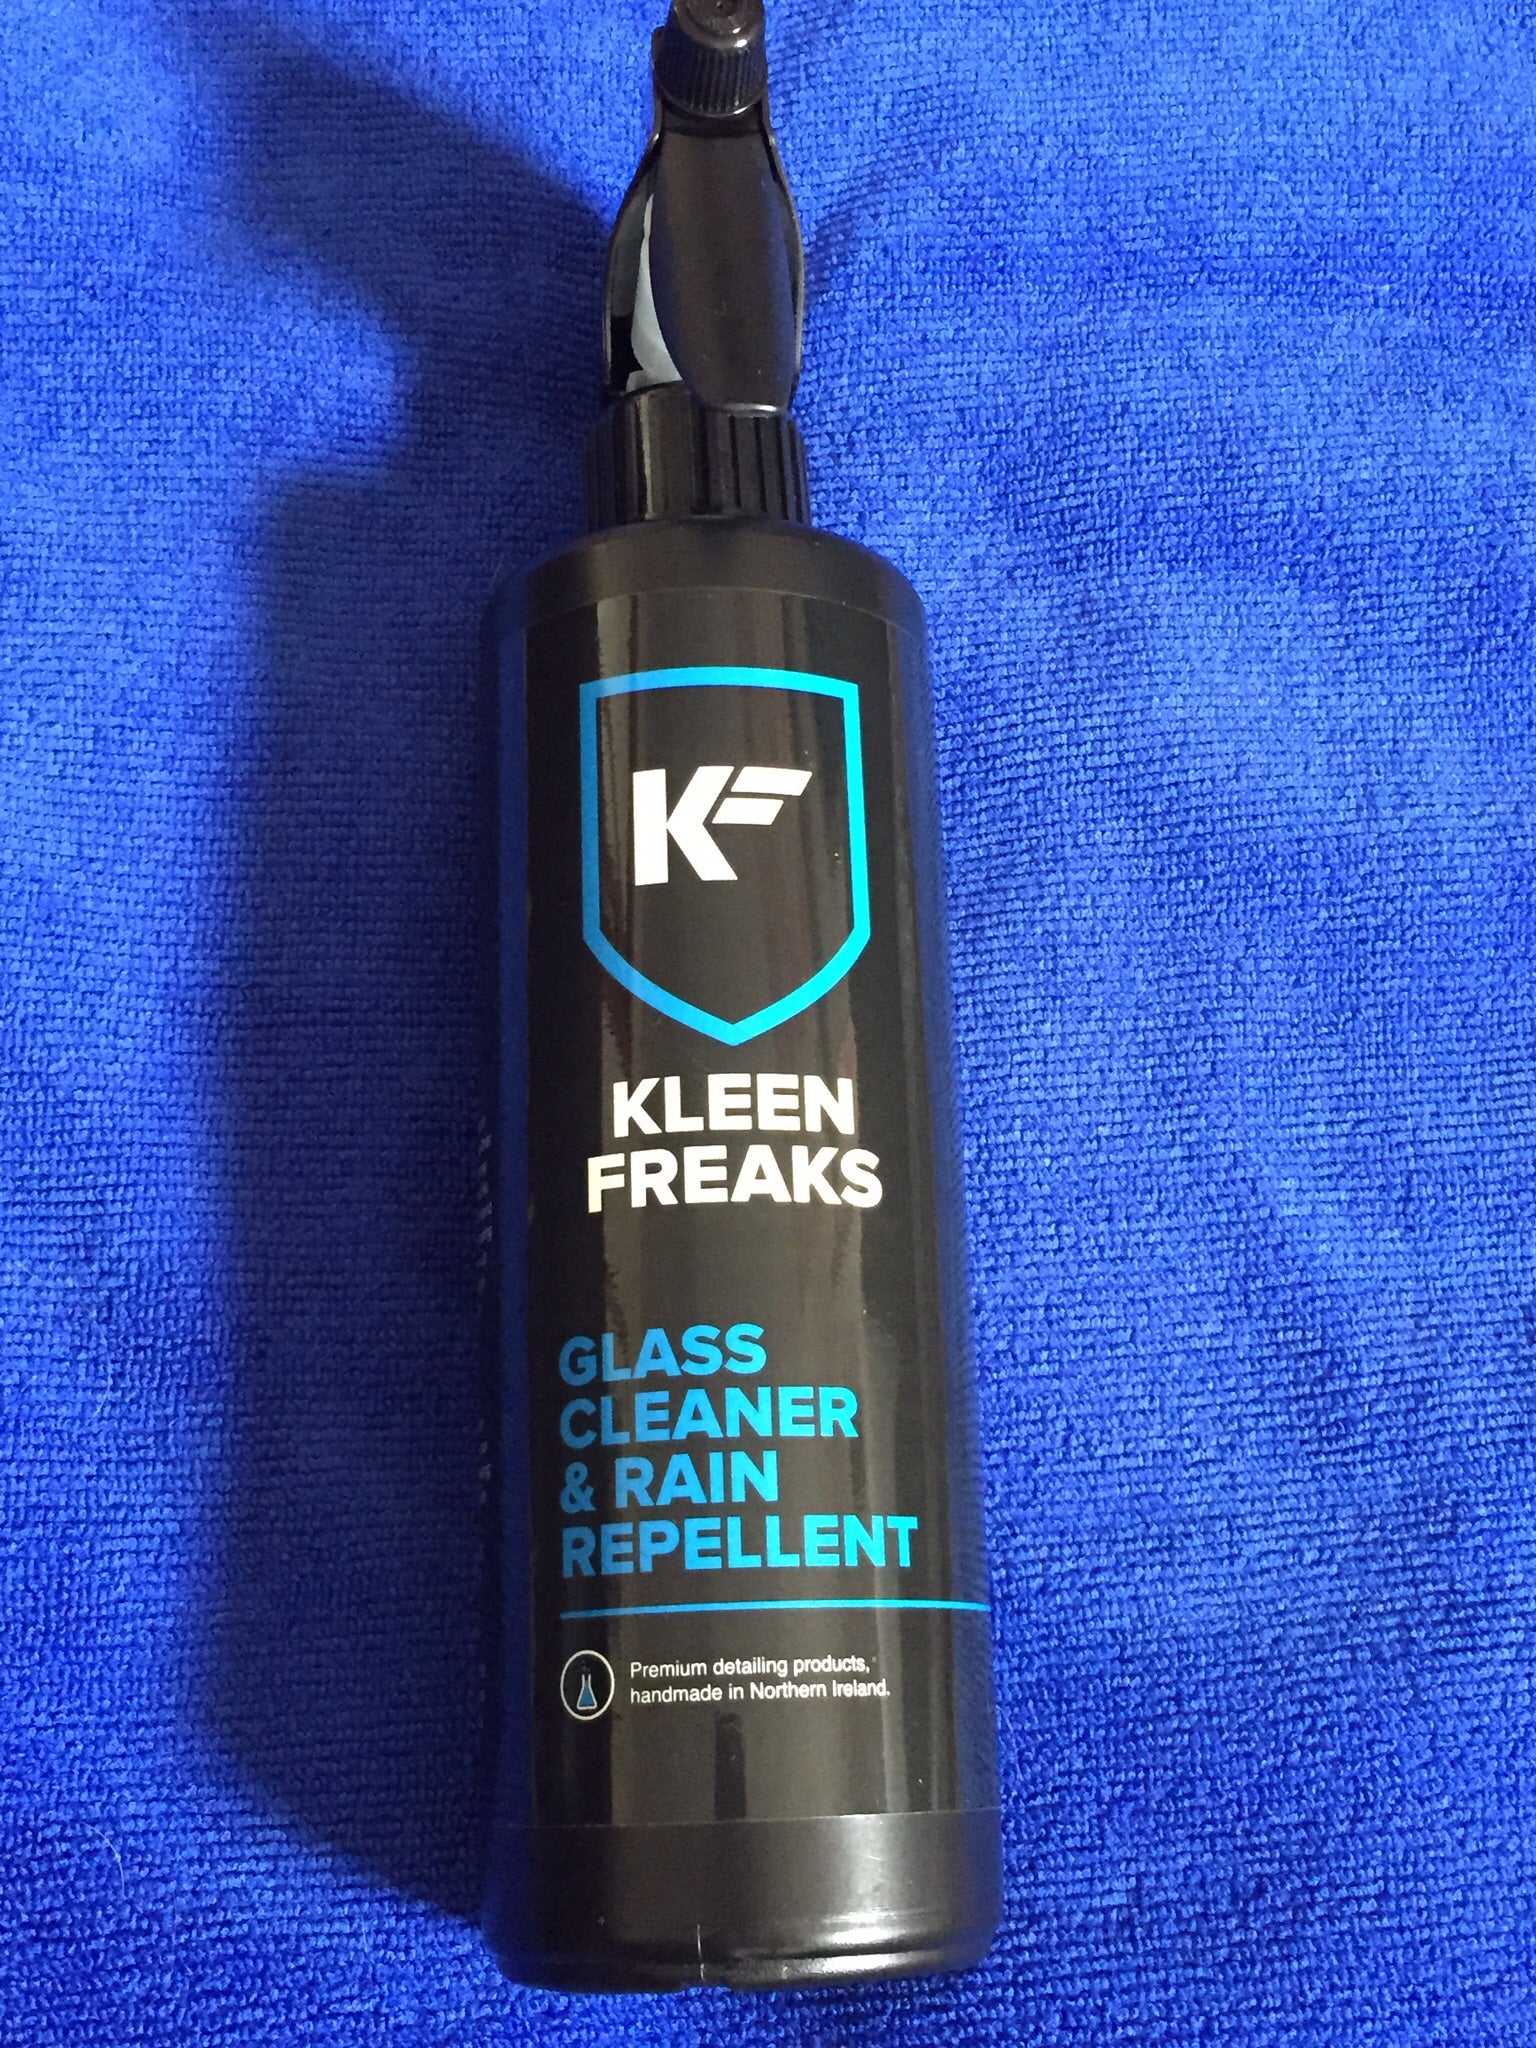 KF
KLEEN
FREAKS
GLASS
CLEANER
& RAIN
REPELLENT
Premium detailing products,
handmade in Northern Ireland.